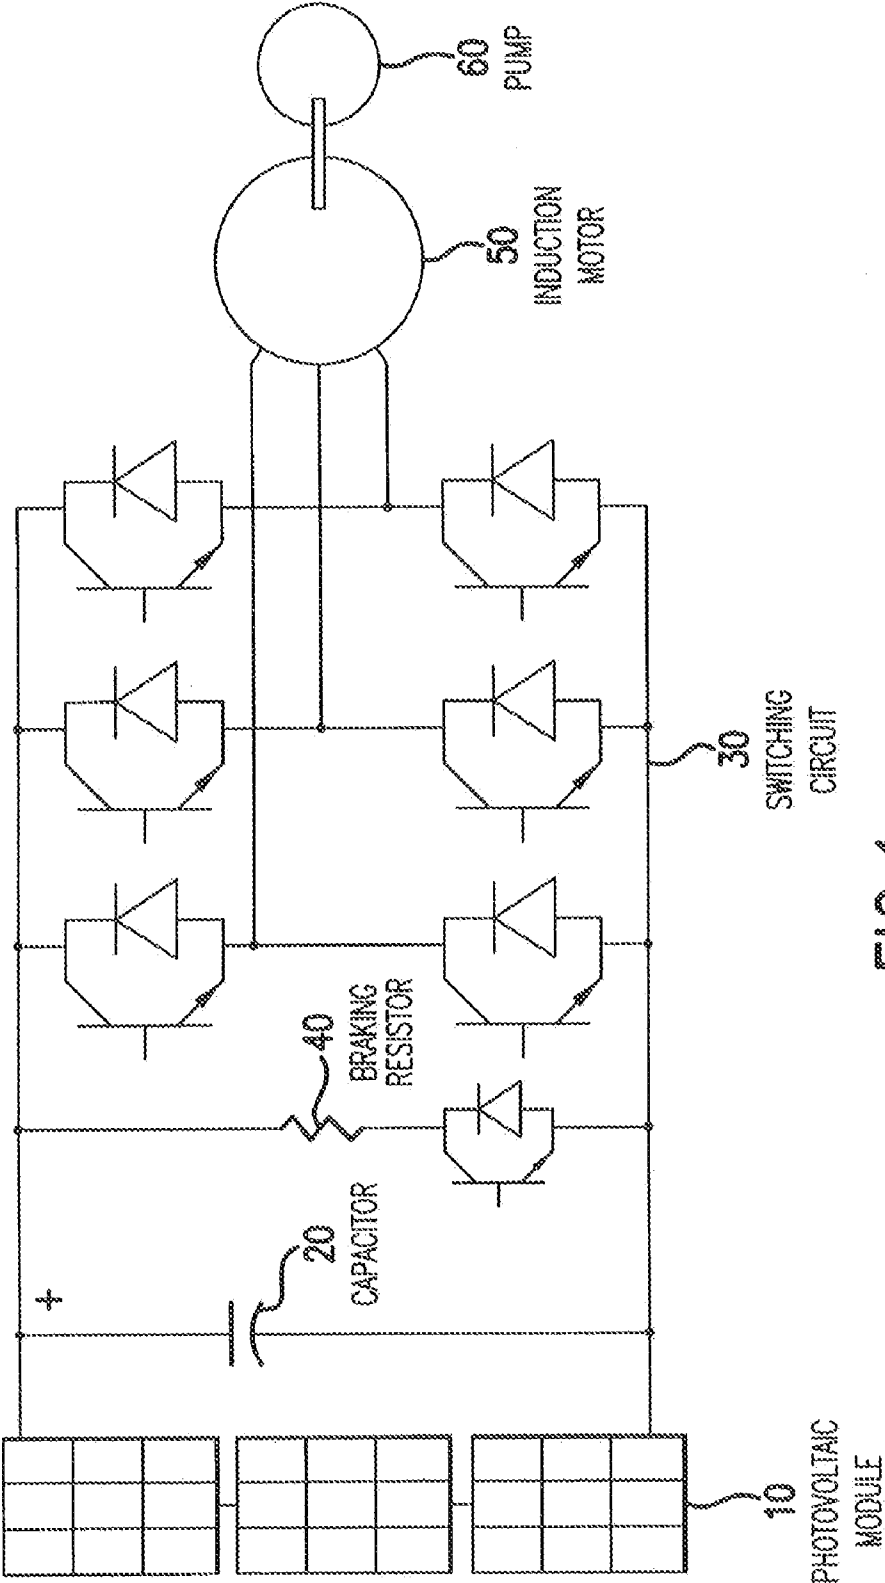 10
PHOTOVOLTAIC
MODULE
20
CAPACITOR
+
40
BRAKING
RESISTOR
30
SWITCHING
CIRCUIT
50
INDUCTION
MOTOR
60
PUMP